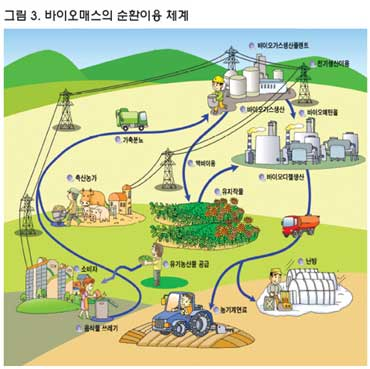 그림 3. 바이오매스의 순환이용 체계
바이오가스생산플랜트
전기생산이용
바이오가스생산
바이오에탄올
가축분뇨
액비이용
바이오디젤생산
축산농가
유지작물
소비자
유기농산물 공급
난방
음식물 쓰레기
농기계연료